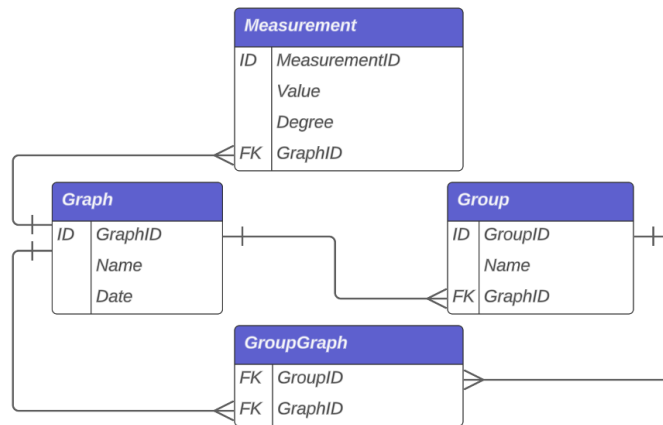 Measurement
ID MeasurementID
Value
Degree
FK GraphID
Graph
ID GraphID
Name
Date
Group
ID GroupID
Name
FK GraphID
GroupGraph
FK GroupID
FK GraphID